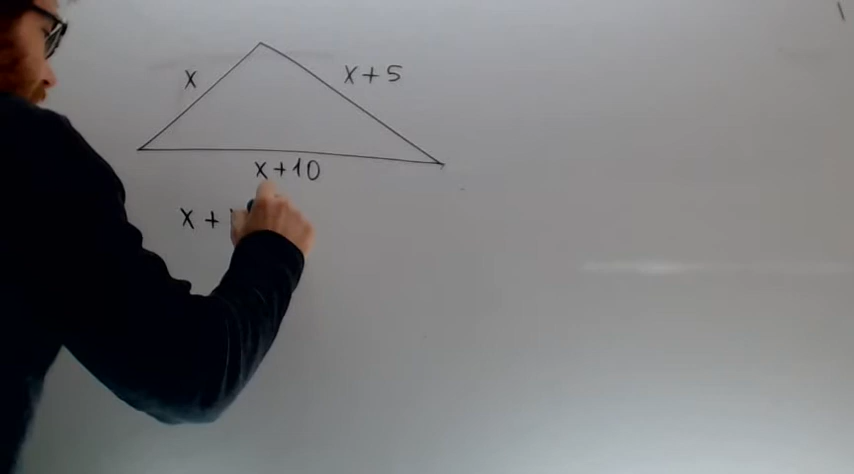 x
x + 5
x + 10
x +